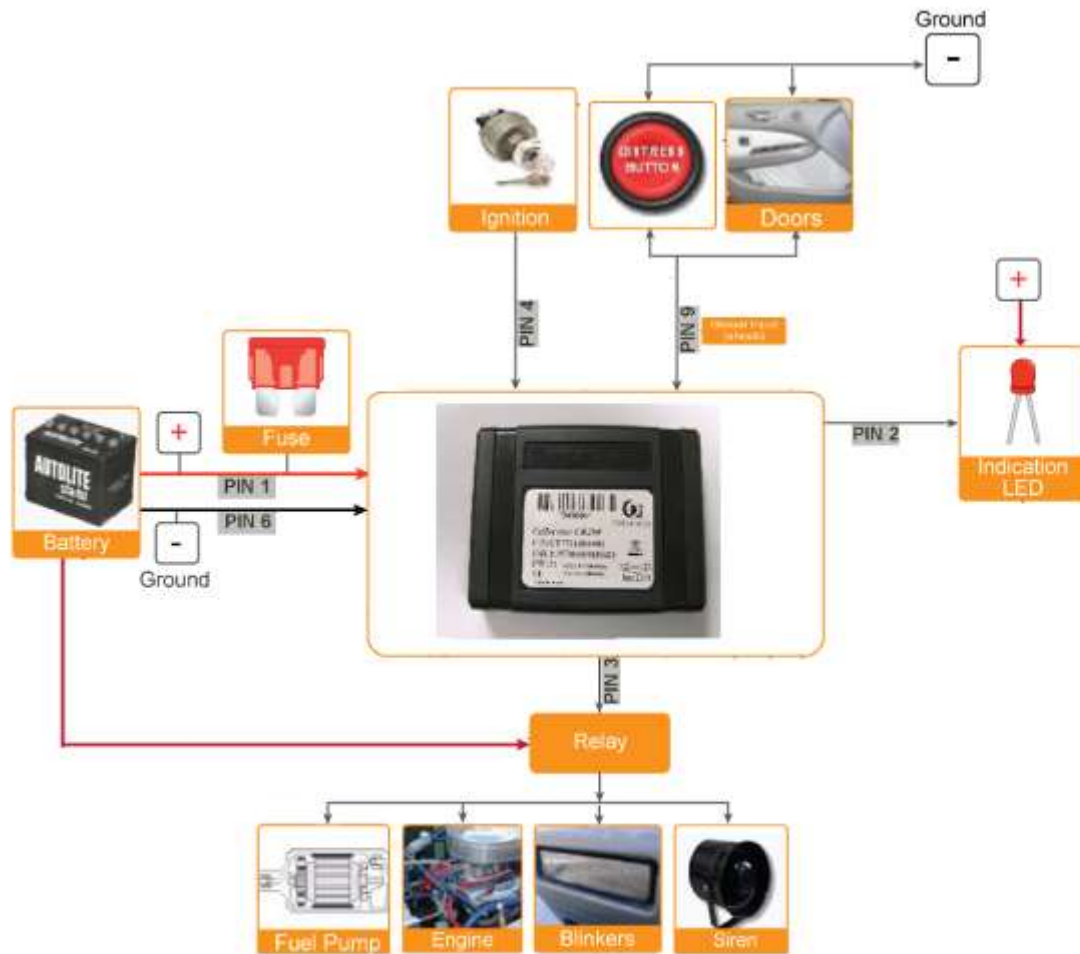 Ground
-
DISTRESS
BUTTON
Ignition
Doors
PIN 4
PIN 9
+
Fuse
+
AUTOLITE
PIN 1
PIN 2
PIN 6
Battery
-
Ground
Indication
LED
PIN 3
Relay
Fuel Pump
Engine
Blinkers
Siren